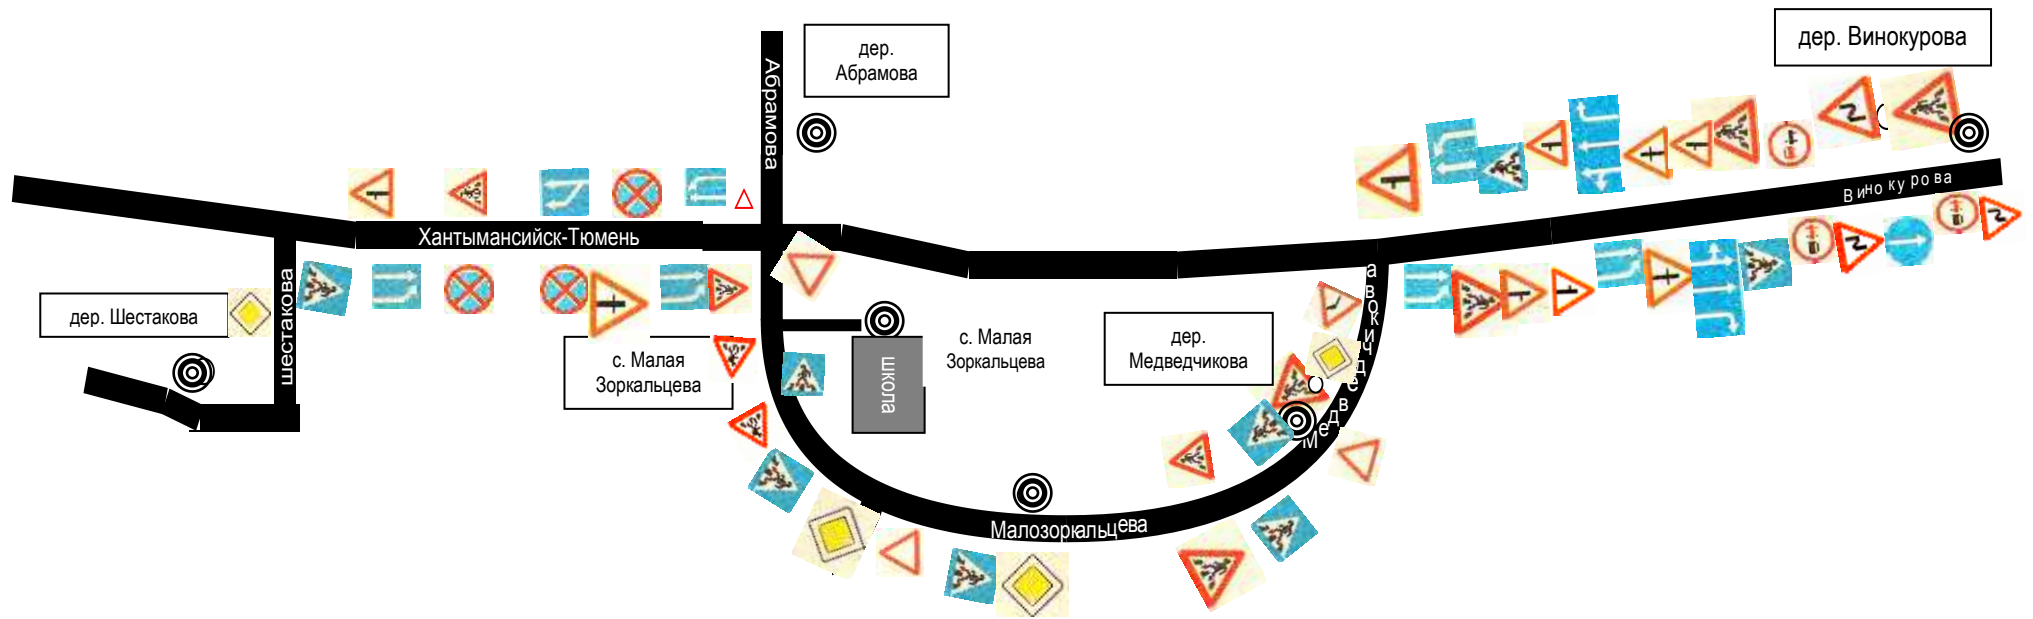 дер. Винокурова
дер.
Абрамова
Абрамова
Винокурова
Хантымансийск-Тюмень
дер. Шестакова
шестакова
с. Малая
Зоркальцева
школа
с. Малая
Зоркальцева
дер.
Медведчикова
Медведчикова
Малозоркальцева